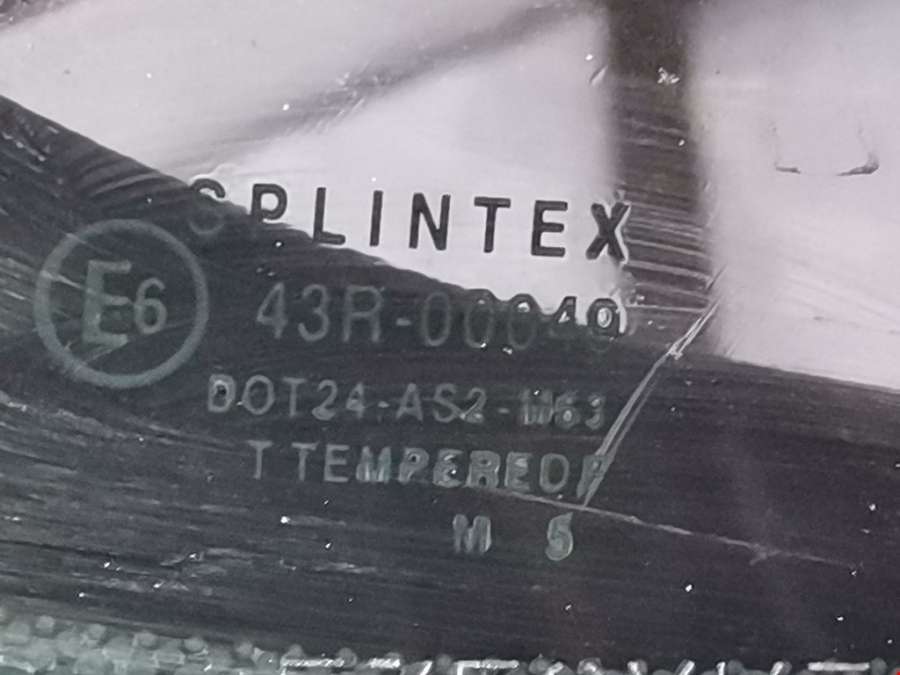 SPLINTEX
E6
43R-00049
DOT24-AS2-M63
T TEMPERED F
M 5